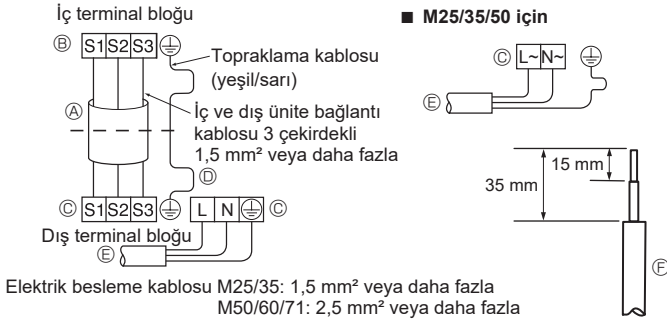 İç terminal bloğu
Ⓑ S1 S2 S3
Topraklama kablosu
(yeşil/sarı)
Ⓐ
İç ve dış ünite bağlantı
kablosu 3 çekirdekli
1,5 mm² veya daha fazla
Ⓓ
Ⓒ S1 S2 S3 L N Ⓒ
Dış terminal bloğu
Ⓔ
Elektrik besleme kablosu M25/35: 1,5 mm² veya daha fazla
M50/60/71: 2,5 mm² veya daha fazla
■ M25/35/50 için
Ⓒ L~ N~
Ⓔ
15 mm
35 mm
Ⓕ